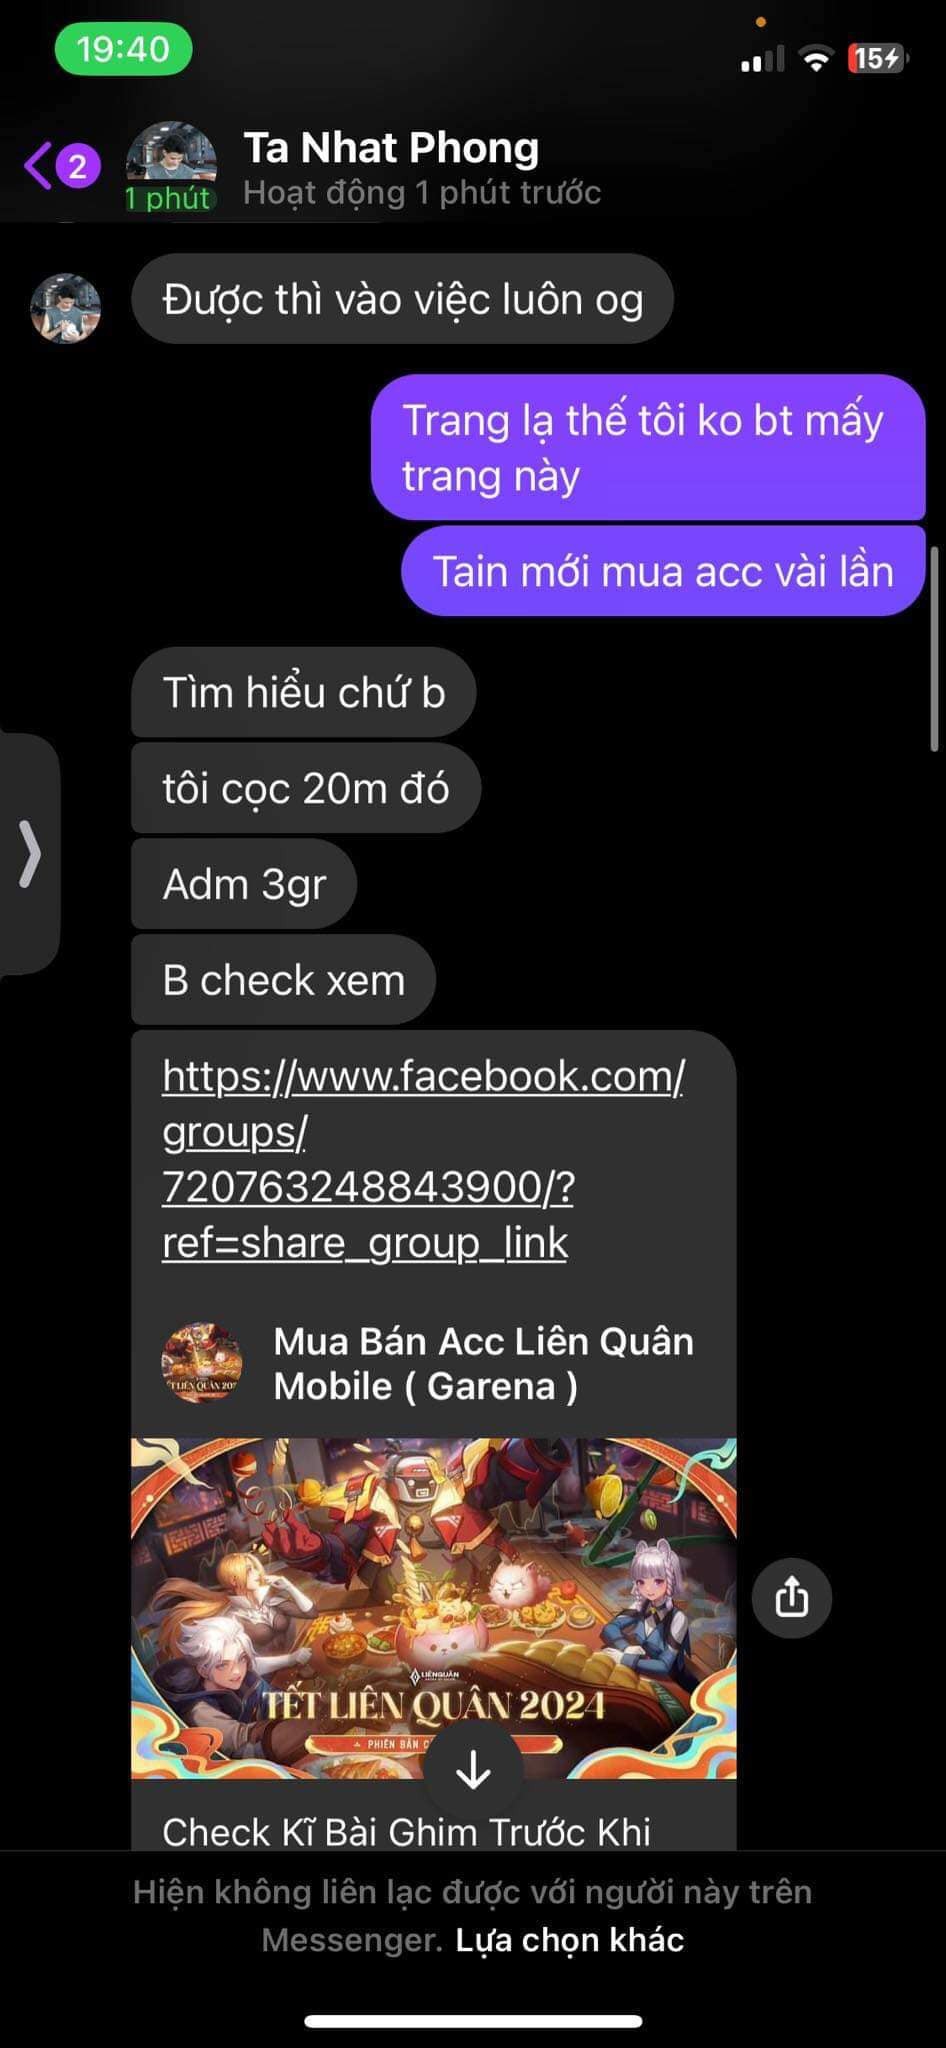 19:40
15
2
Ta Nhat Phong
1 phút
Hoạt động 1 phút trước
Được thì vào việc luôn og
Trang lạ thế tôi ko bt mấy
trang này
Tain mới mua acc vài lần
Tìm hiểu chứ b
tôi cọc 20m đó
Adm 3gr
B check xem
https://www.facebook.com/
groups/
720763248843900/?
ref=share_group_link
Mua Bán Acc Liên Quân
Mobile ( Garena )
LIÊNQUÂN
TẾT LIÊN QUÂN 2024
PHIÊN BẢN
Check Kĩ Bài Ghim Trước Khi
Hiện không liên lạc được với người này trên
Messenger. Lựa chọn khác